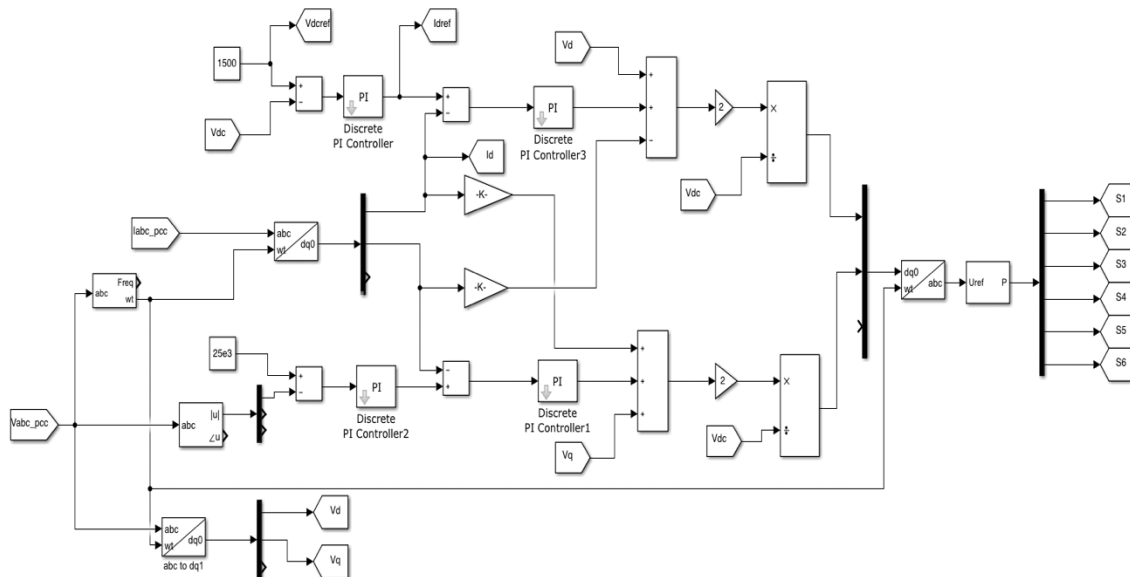 Vdcref
Idref
1500
Vd
+
−
PI
+
−
PI
+
+
−
2
×
÷
Vdc
Discrete
PI Controller
Discrete
PI Controller3
Id
Vdc
-K-
S1
S2
S3
S4
S5
S6
Iabc_pcc
abc
wt
dq0
Freq
abc
wt
-K-
dq0
wt
abc
Uref
P
25e3
+
−
PI
−
+
PI
+
+
+
2
×
÷
Vabc_pcc
abc
|u|
∠u
Discrete
PI Controller2
Discrete
PI Controller1
Vdc
Vq
abc
wt
dq0
abc to dq1
Vd
Vq